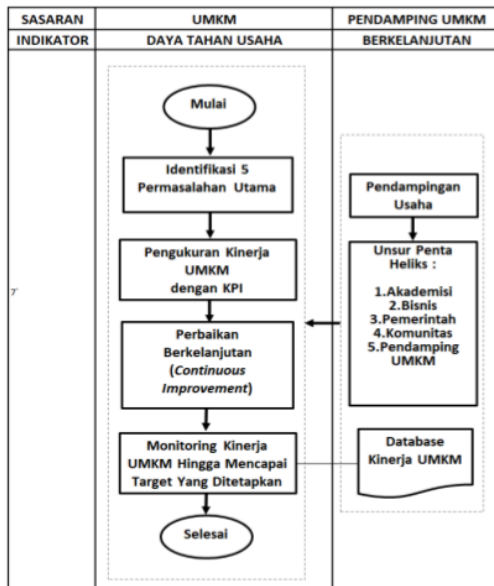 SASARAN
UMKM
PENDAMPING UMKM
INDIKATOR
DAYA TAHAN USAHA
BERKELANJUTAN
Mulai
Identifikasi 5
Permasalahan Utama
Pengukuran Kinerja
UMKM
dengan KPI
Perbaikan
Berkelanjutan
(Continuous
Improvement)
Monitoring Kinerja
UMKM Hingga Mencapai
Target Yang Ditetapkan
Selesai
Pendampingan
Usaha
Unsur Penta
Heliks :
1.Akademisi
2.Bisnis
3.Pemerintah
4.Komunitas
5.Pendamping
UMKM
Database
Kinerja UMKM